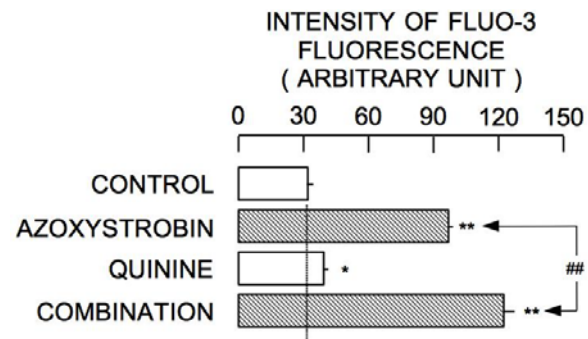 INTENSITY OF FLUO-3
FLUORESCENCE
( ARBITRARY UNIT )
0 30 60 90 120 150
CONTROL
AZOXYSTROBIN **
QUININE *
##
COMBINATION **